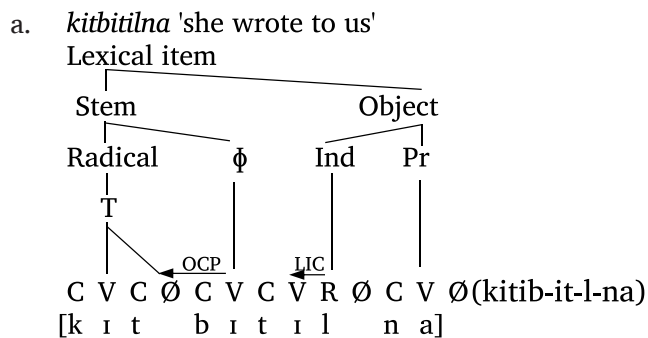 a. kitbitilna 'she wrote to us'
Lexical item
Stem Object
Radical ϕ Ind Pr
T
OCP LIC
C V C Ø C V C V R Ø C V Ø(kitib-it-l-na)
[k ɪ t b ɪ t ɪ l n a]